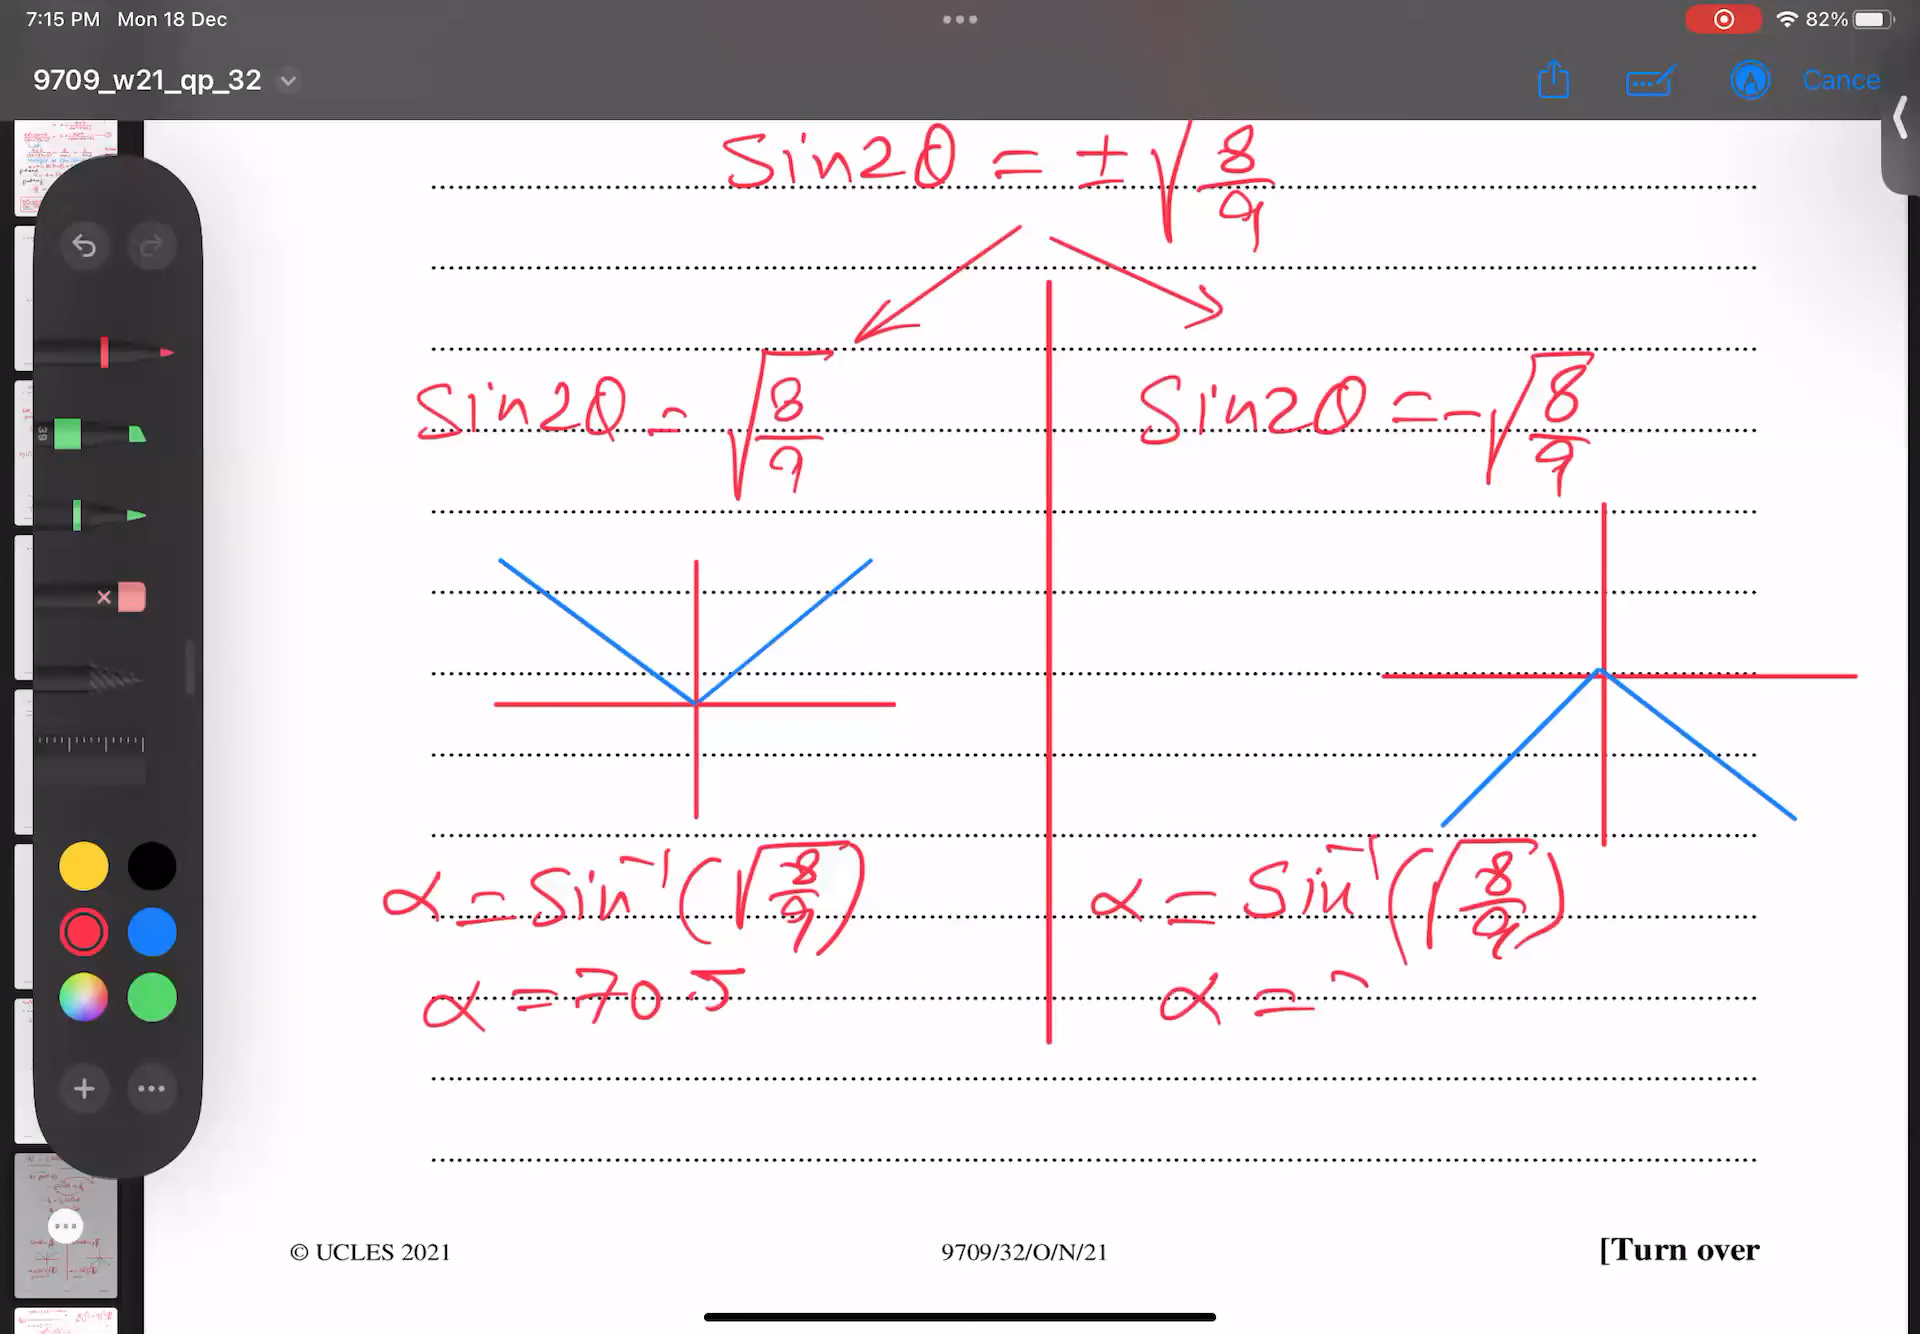 7:15 PM Mon 18 Dec
82%
9709_w21_qp_32
Cance
Sin2θ = ±√(8/9)
Sin2θ = √(8/9)
Sin2θ = -√(8/9)
α = Sin⁻¹(√(8/9))
α = Sin⁻¹(√(8/9))
α = 70.5
α =
39
© UCLES 2021
9709/32/O/N/21
[Turn over